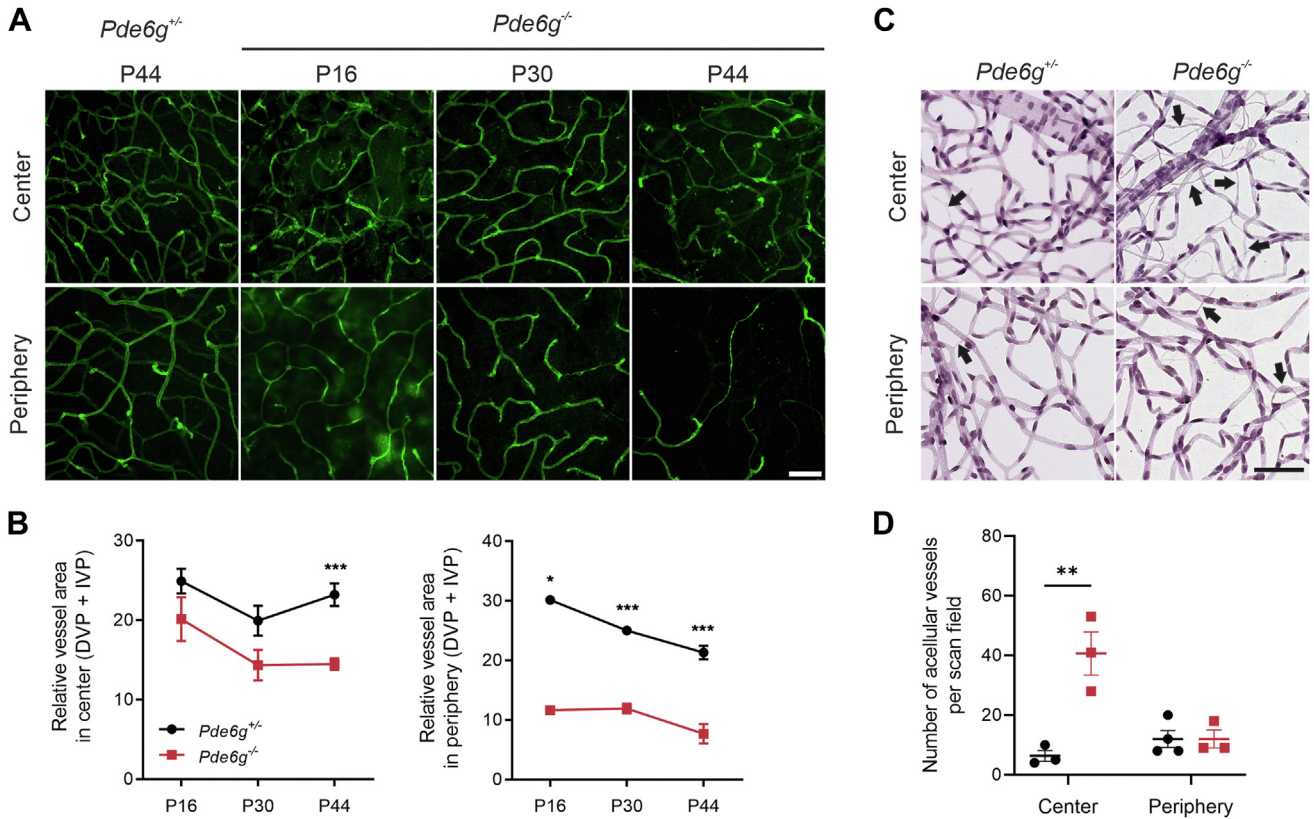 A
Pde6g+/-
Pde6g-/-
P44
P16
P30
P44
Center
Periphery
B
Relative vessel area
in center (DVP + IVP)
30
20
10
0
***
Pde6g+/-
Pde6g-/-
P16
P30
P44
Relative vessel area
in periphery (DVP + IVP)
40
30
20
10
0
*
***
***
P16
P30
P44
C
Pde6g+/-
Pde6g-/-
Center
Periphery
D
Number of acellular vessels
per scan field
80
60
40
20
0
**
Center
Periphery